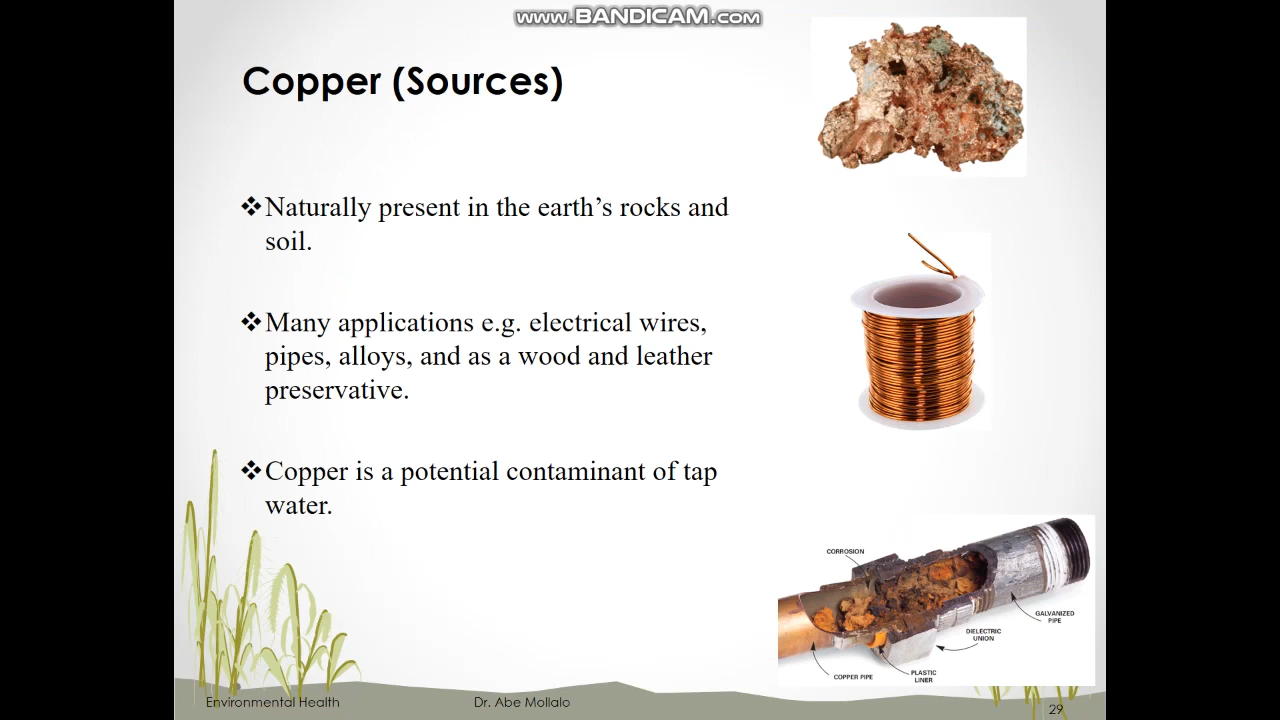 www.BANDICAM.com
Copper (Sources)
❖Naturally present in the earth’s rocks and
soil.
❖Many applications e.g. electrical wires,
pipes, alloys, and as a wood and leather
preservative.
❖Copper is a potential contaminant of tap
water.
CORROSION
GALVANIZED
PIPE
DIELECTRIC
UNION
PLASTIC
LINER
COPPER PIPE
Environmental Health
Dr. Abe Mollalo
29